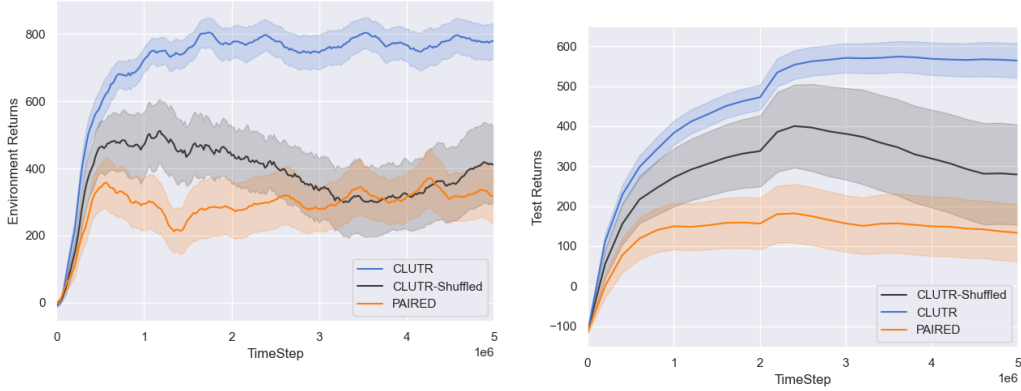 800
600
400
200
0
Environment Returns
0
1
2
3
4
5
TimeStep
1e6
CLUTR
CLUTR-Shuffled
PAIRED
600
500
400
300
200
100
0
−100
Test Returns
0
1
2
3
4
5
TimeStep
1e6
CLUTR-Shuffled
CLUTR
PAIRED